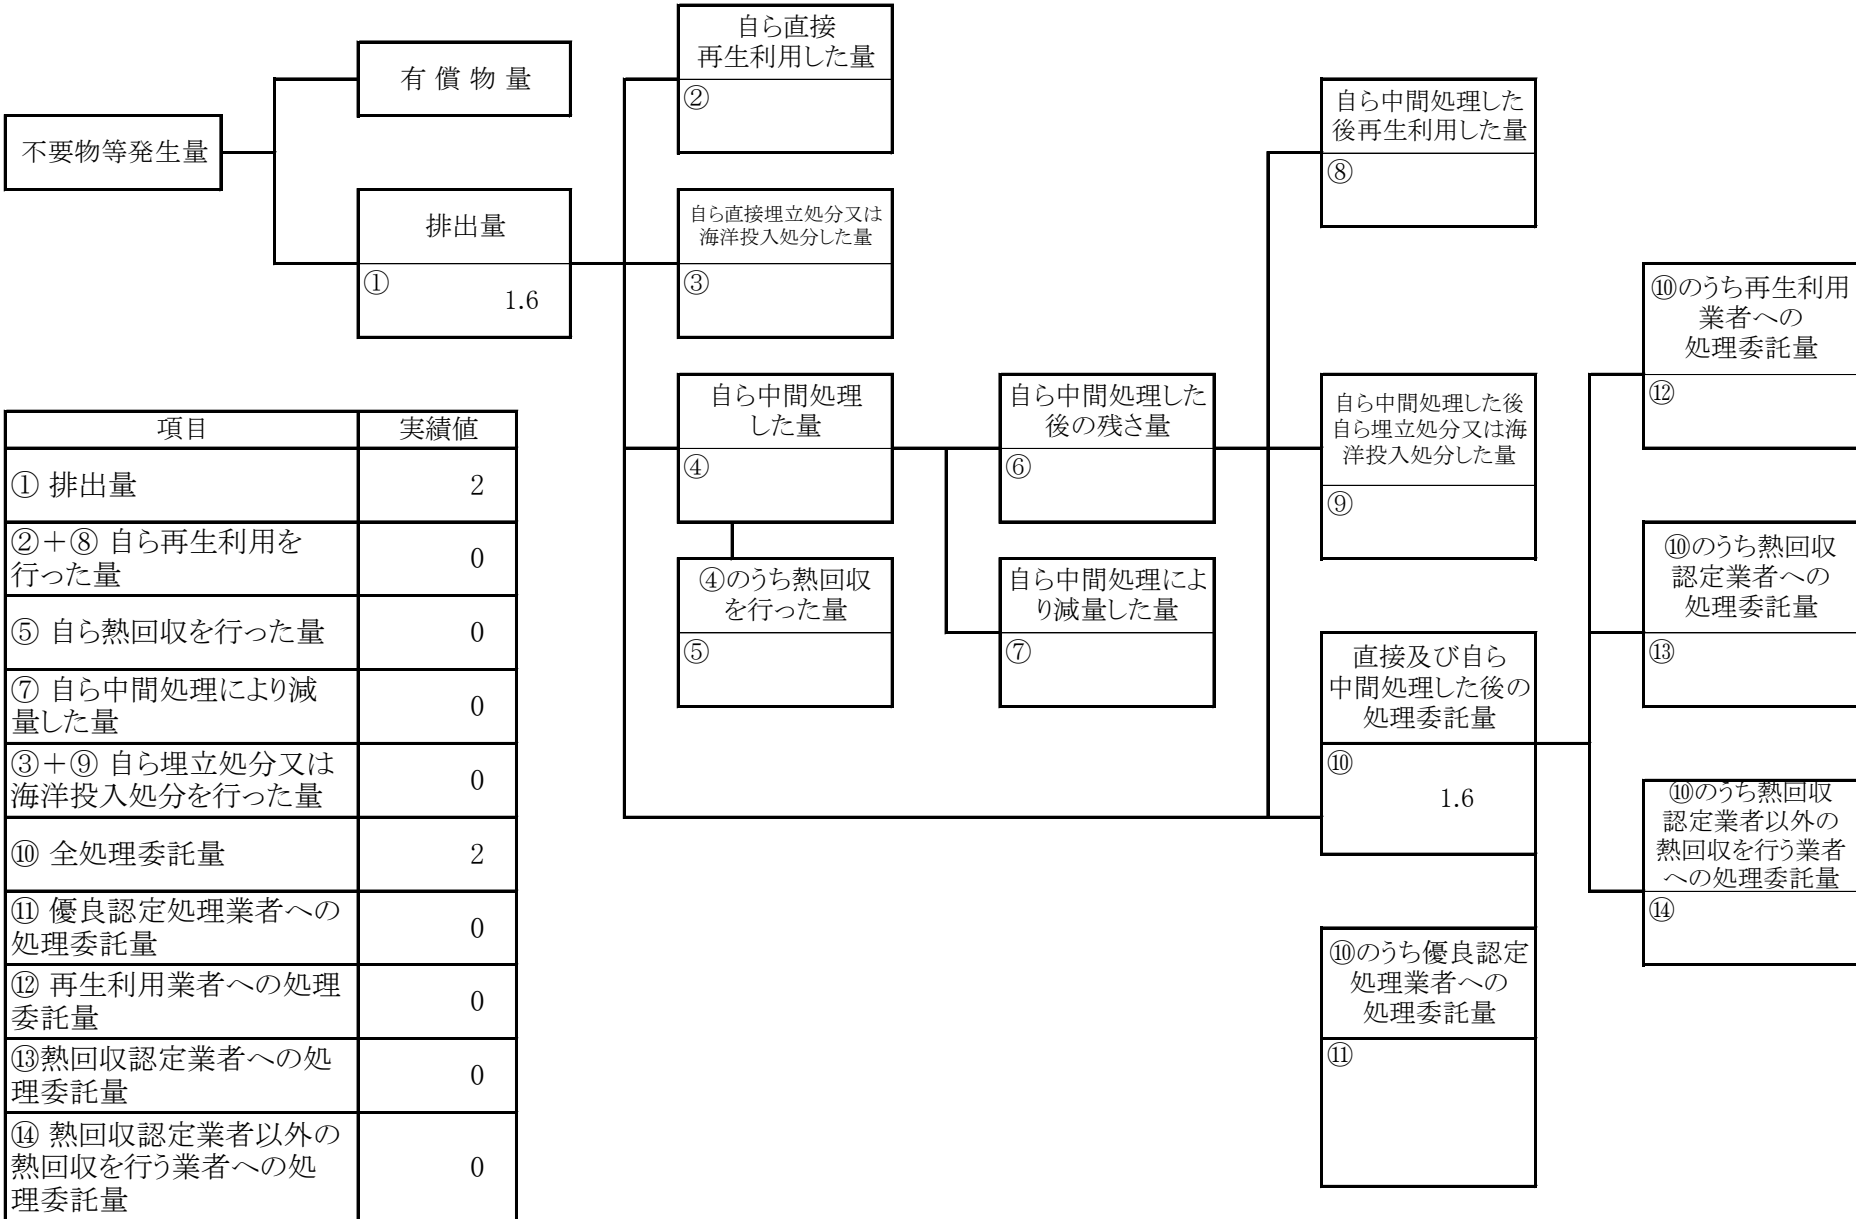 不要物等発生量
有 償 物 量
排出量
①
1.6
自ら直接
再生利用した量
②
自ら直接埋立処分又は
海洋投入処分した量
③
自ら中間処理
した量
④
④のうち熱回収
を行った量
⑤
自ら中間処理した
後の残さ量
⑥
自ら中間処理によ
り減量した量
⑦
自ら中間処理した
後再生利用した量
⑧
自ら中間処理した後
自ら埋立処分又は海
洋投入処分した量
⑨
直接及び自ら
中間処理した後の
処理委託量
⑩
1.6
⑩のうち優良認定
処理業者への
処理委託量
⑪
⑩のうち再生利用
業者への
処理委託量
⑫
⑩のうち熱回収
認定業者への
処理委託量
⑬
⑩のうち熱回収
認定業者以外の
熱回収を行う業者
への処理委託量
⑭
項目 実績値
① 排出量 2
②＋⑧ 自ら再生利用を
行った量 0
⑤ 自ら熱回収を行った量 0
⑦ 自ら中間処理により減
量した量 0
③＋⑨ 自ら埋立処分又は
海洋投入処分を行った量 0
⑩ 全処理委託量 2
⑪ 優良認定処理業者への
処理委託量 0
⑫ 再生利用業者への処理
委託量 0
⑬熱回収認定業者への処
理委託量 0
⑭ 熱回収認定業者以外の
熱回収を行う業者への処
理委託量 0